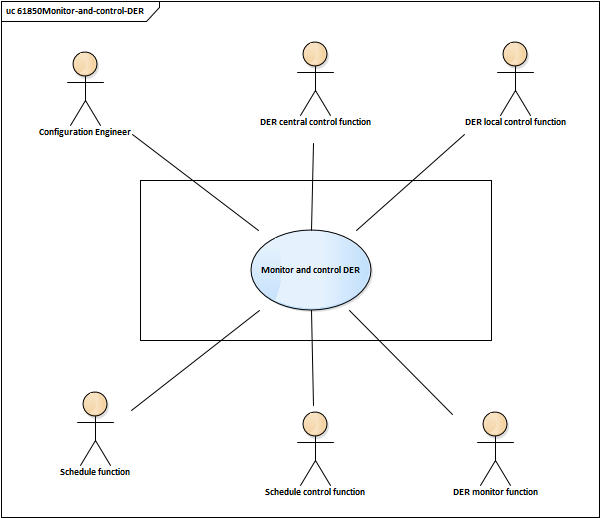 uc 61850Monitor-and-control-DER
Configuration Engineer
DER central control function
DER local control function
Monitor and control DER
Schedule function
Schedule control function
DER monitor function